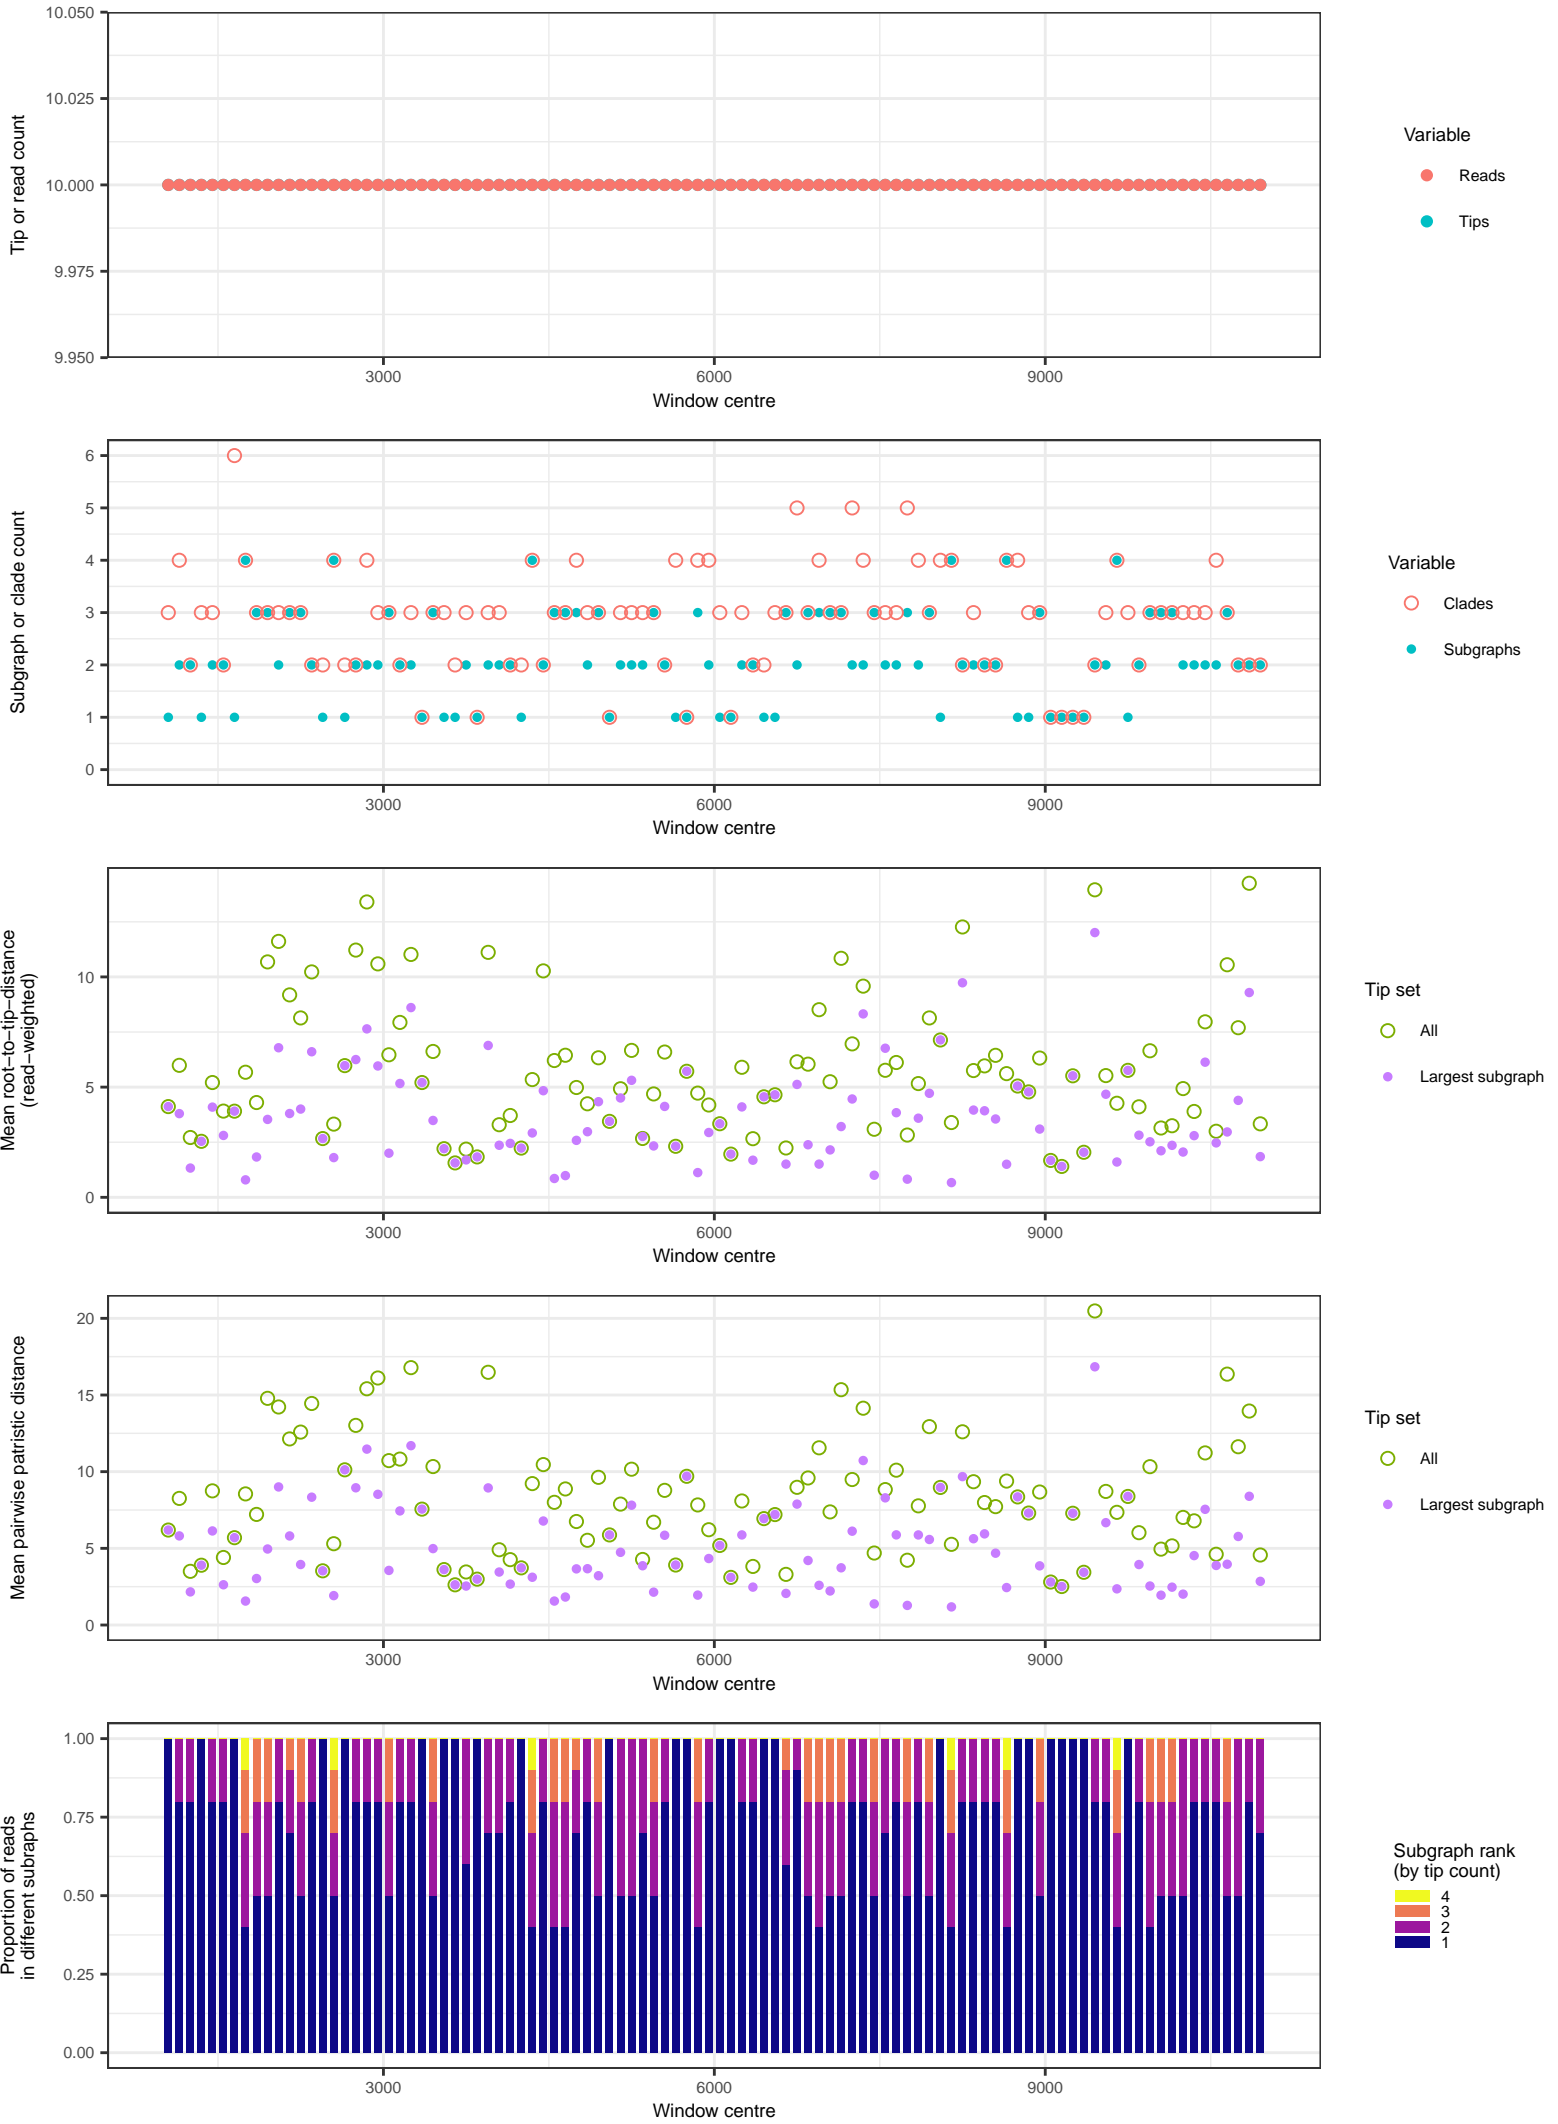 10.050
10.025
10.000
9.975
9.950
Tip or read count
3000 6000 9000
Window centre
Variable
Reads
Tips
6
5
4
3
2
1
0
Subgraph or clade count
3000 6000 9000
Window centre
Variable
Clades
Subgraphs
10
5
0
Mean root−to−tip−distance
(read−weighted)
3000 6000 9000
Window centre
Tip set
All
Largest subgraph
20
15
10
5
0
Mean pairwise patristic distance
3000 6000 9000
Window centre
Tip set
All
Largest subgraph
1.00
0.75
0.50
0.25
0.00
Proportion of reads
in different subraphs
3000 6000 9000
Window centre
Subgraph rank
(by tip count)
4
3
2
1